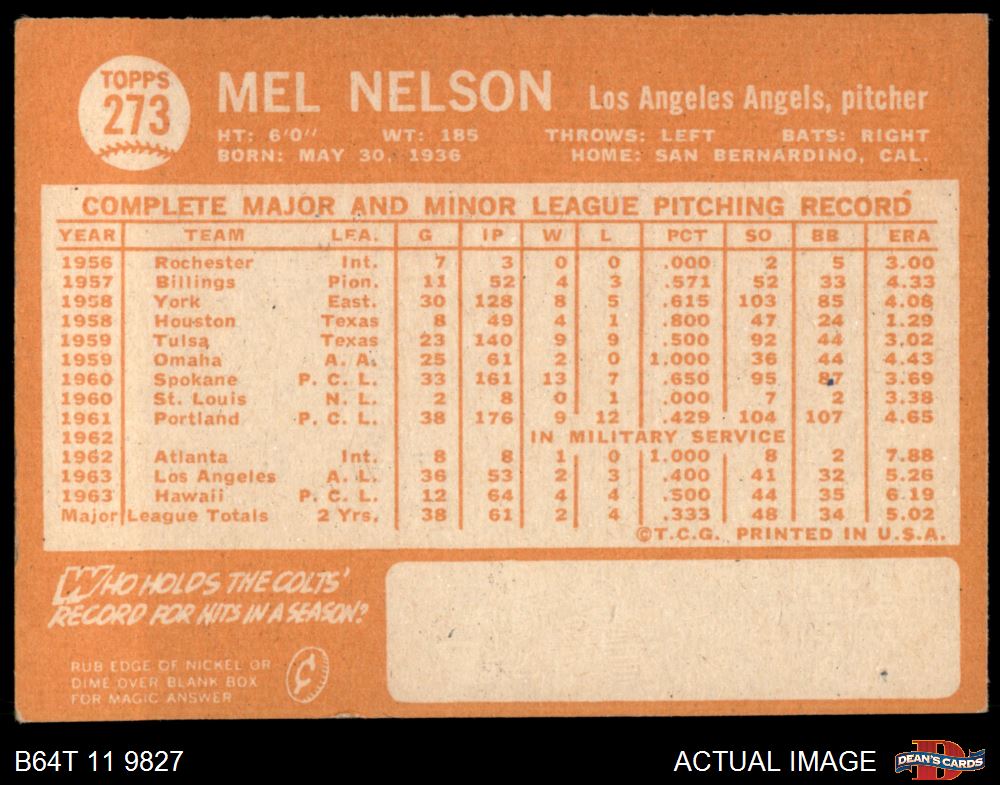 TOPPS
273
MEL NELSON Los Angeles Angels, pitcher
HT: 6'0" WT: 185 THROWS: LEFT BATS: RIGHT
BORN: MAY 30, 1936 HOME: SAN BERNARDINO, CAL.
COMPLETE MAJOR AND MINOR LEAGUE PITCHING RECORD
YEAR TEAM LEA. G IP W L PCT SO BB ERA
1956 Rochester Int. 7 3 0 0 .000 2 5 3.00
1957 Billings Pion. 11 52 4 3 .571 52 33 4.33
1958 York East. 30 128 8 5 .615 103 85 4.08
1958 Houston Texas 8 49 4 1 .800 47 24 1.29
1959 Tulsa Texas 23 140 9 9 .500 92 44 3.02
1959 Omaha A. A. 25 61 2 0 1.000 36 44 4.43
1960 Spokane P. C. L. 33 161 13 7 .650 95 87 3.69
1960 St. Louis N. L. 2 8 0 1 .000 7 2 3.38
1961 Portland P. C. L. 38 176 9 12 .429 104 107 4.65
1962 IN MILITARY SERVICE
1962 Atlanta Int. 8 8 1 0 1.000 8 2 7.88
1963 Los Angeles A. L. 36 53 2 3 .400 41 32 5.26
1963 Hawaii P. C. L. 12 64 4 4 .500 44 35 6.19
Major League Totals 2 Yrs. 38 61 2 4 .333 48 34 5.02
©T.C.G. PRINTED IN U.S.A.
WHO HOLDS THE COLTS'
RECORD FOR HITS IN A SEASON?
RUB EDGE OF NICKEL OR
DIME OVER BLANK BOX
FOR MAGIC ANSWER
B64T 11 9827 ACTUAL IMAGE D DEAN'S CARDS